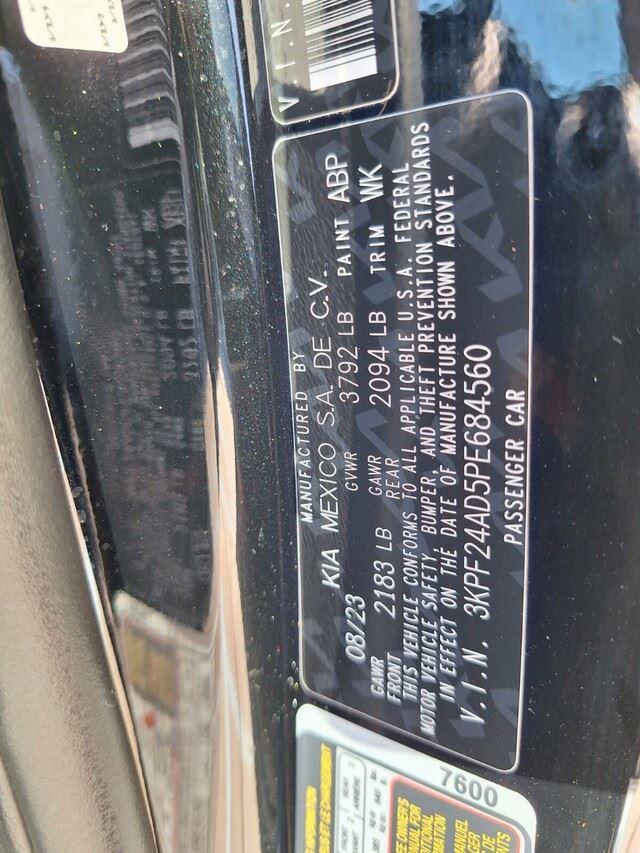 V.I.N.
MANUFACTURED BY
KIA MEXICO S.A. DE C.V.
08/23 GVWR 3792 LB PAINT ABP
GAWR FRONT 2183 LB GAWR REAR 2094 LB TRIM WK
THIS VEHICLE CONFORMS TO ALL APPLICABLE U.S.A. FEDERAL
MOTOR VEHICLE SAFETY, BUMPER, AND THEFT PREVENTION STANDARDS
IN EFFECT ON THE DATE OF MANUFACTURE SHOWN ABOVE.
V.I.N. 3KPF24AD5PE684560
PASSENGER CAR
7600